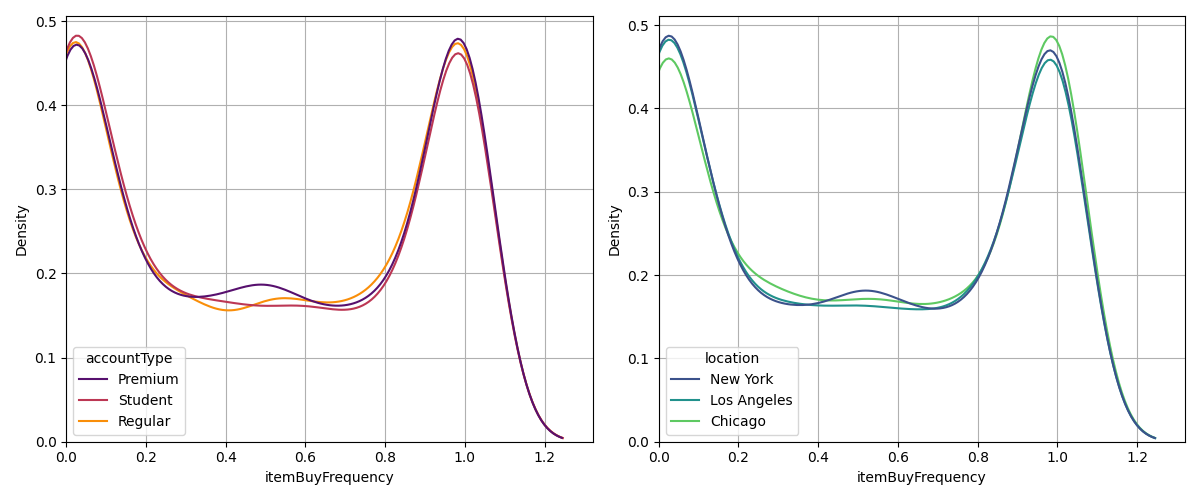 0.5
0.4
0.3
0.2
0.1
0.0
Density
accountType
Premium
Student
Regular
0.0 0.2 0.4 0.6 0.8 1.0 1.2
itemBuyFrequency
0.5
0.4
0.3
0.2
0.1
0.0
Density
location
New York
Los Angeles
Chicago
0.0 0.2 0.4 0.6 0.8 1.0 1.2
itemBuyFrequency